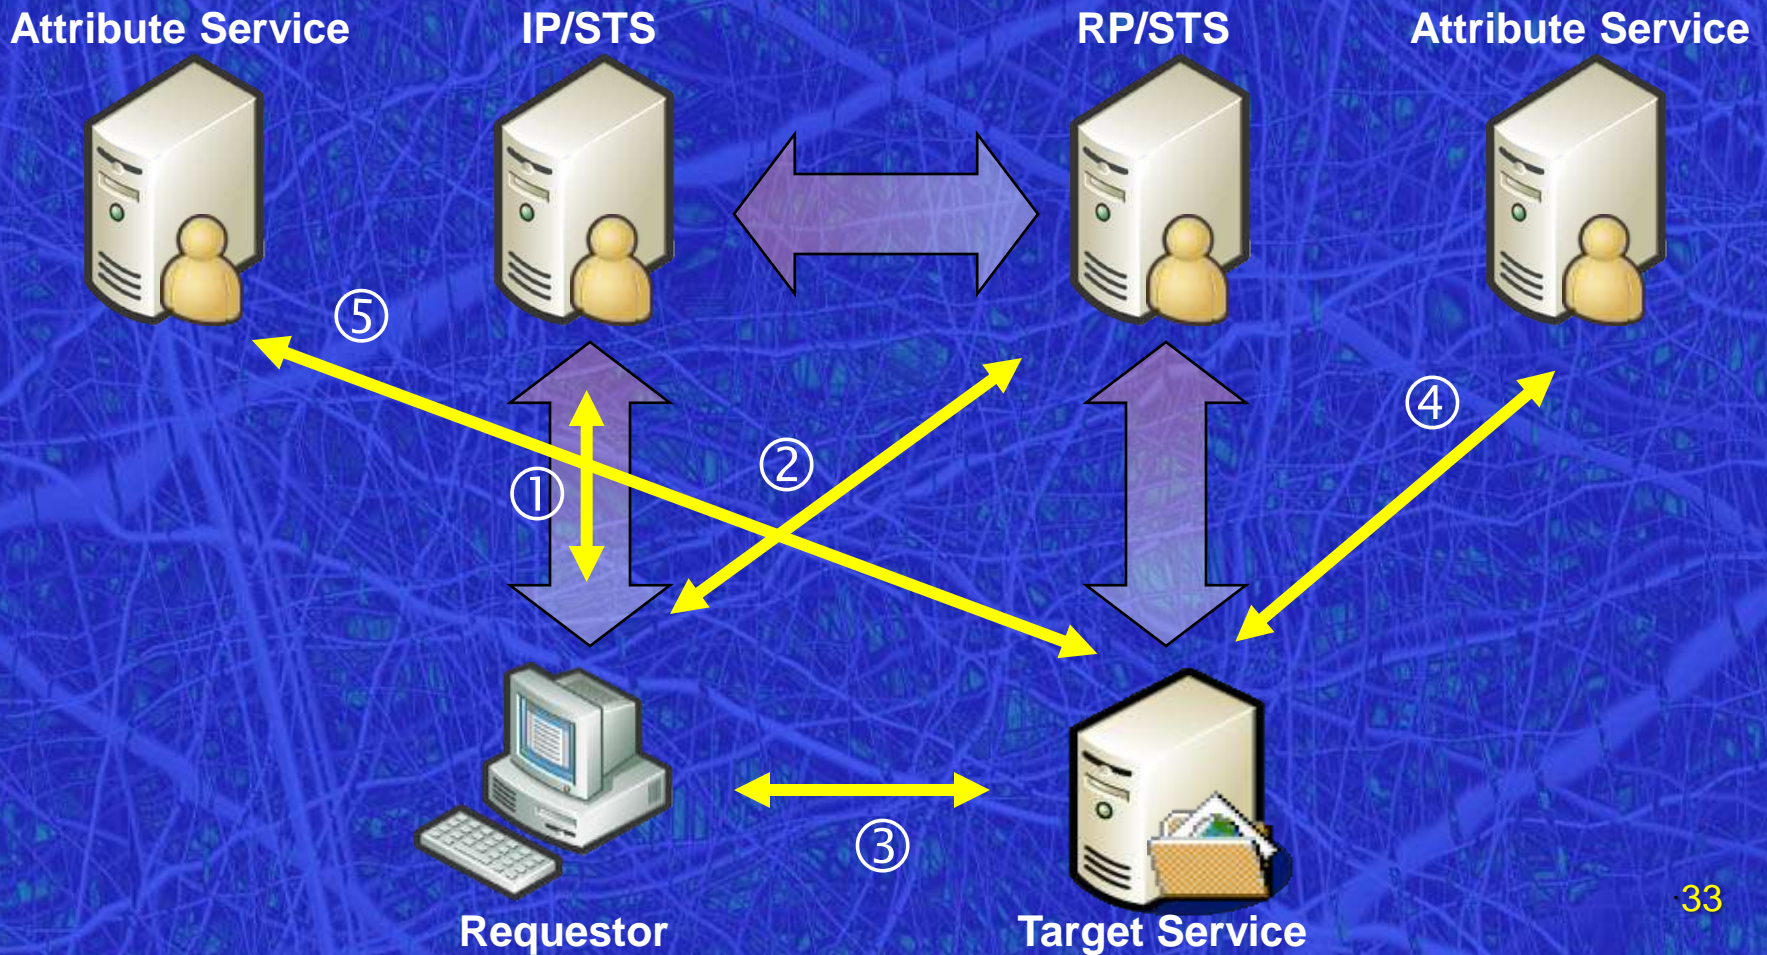 Attribute Service
IP/STS
RP/STS
Attribute Service
⑤
④
②
①
③
·33
Requestor
Target Service